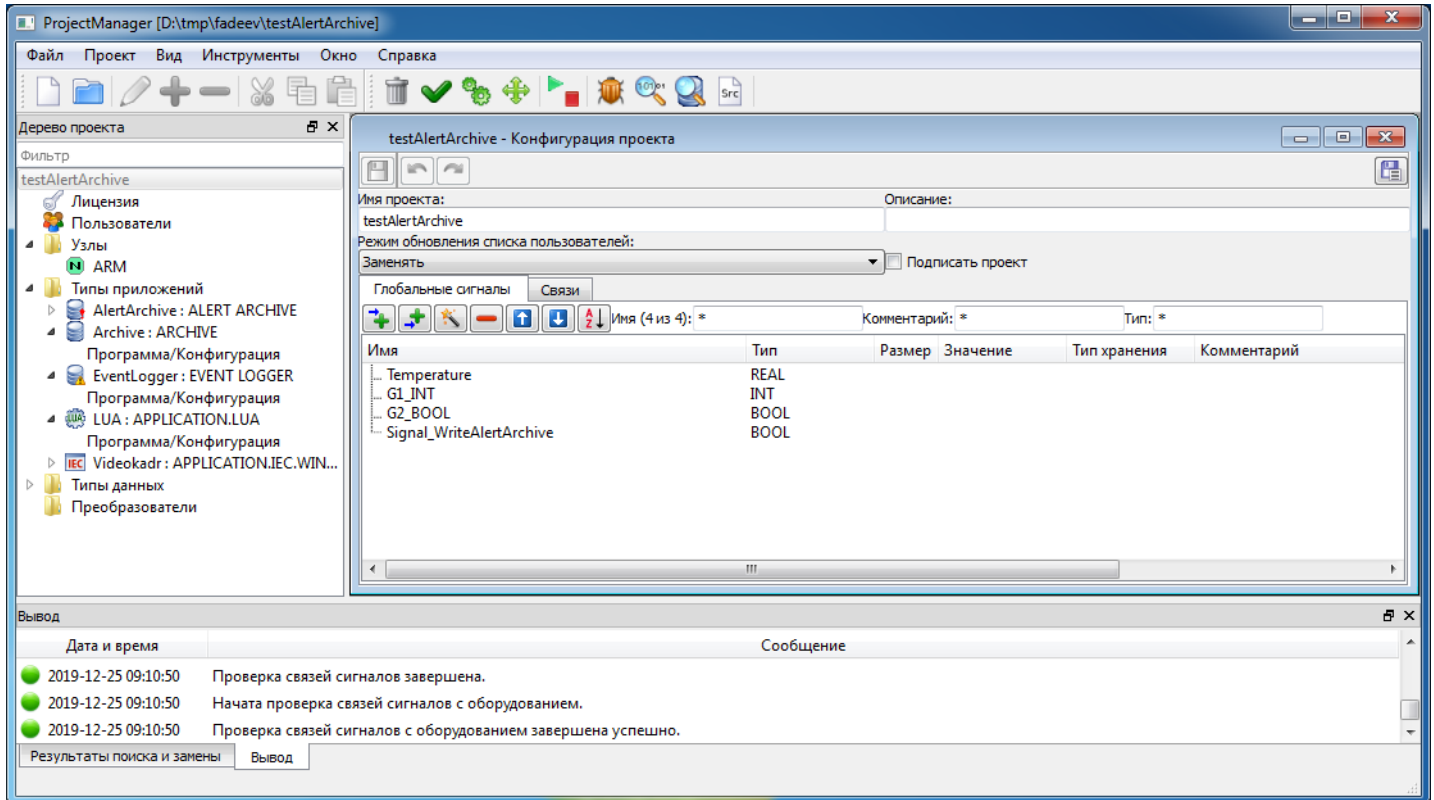 ProjectManager [D:\tmp\fadeev\testAlertArchive]
Файл Проект Вид Инструменты Окно Справка
Src
Дерево проекта
Фильтр
testAlertArchive
Лицензия
Пользователи
Узлы
ARM
Типы приложений
AlertArchive : ALERT ARCHIVE
Archive : ARCHIVE
Программа/Конфигурация
EventLogger : EVENT LOGGER
Программа/Конфигурация
LUA : APPLICATION.LUA
Программа/Конфигурация
IEC Videokadr : APPLICATION.IEC.WIN...
Типы данных
Преобразователи
testAlertArchive - Конфигурация проекта
Имя проекта: Описание:
testAlertArchive
Режим обновления списка пользователей:
Заменять Подписать проект
Глобальные сигналы Связи
Имя (4 из 4): * Комментарий: * Тип: *
Имя Тип Размер Значение Тип хранения Комментарий
Temperature REAL
G1_INT INT
G2_BOOL BOOL
Signal_WriteAlertArchive BOOL
Вывод
Дата и время Сообщение
2019-12-25 09:10:50 Проверка связей сигналов завершена.
2019-12-25 09:10:50 Начата проверка связей сигналов с оборудованием.
2019-12-25 09:10:50 Проверка связей сигналов с оборудованием завершена успешно.
Результаты поиска и замены Вывод